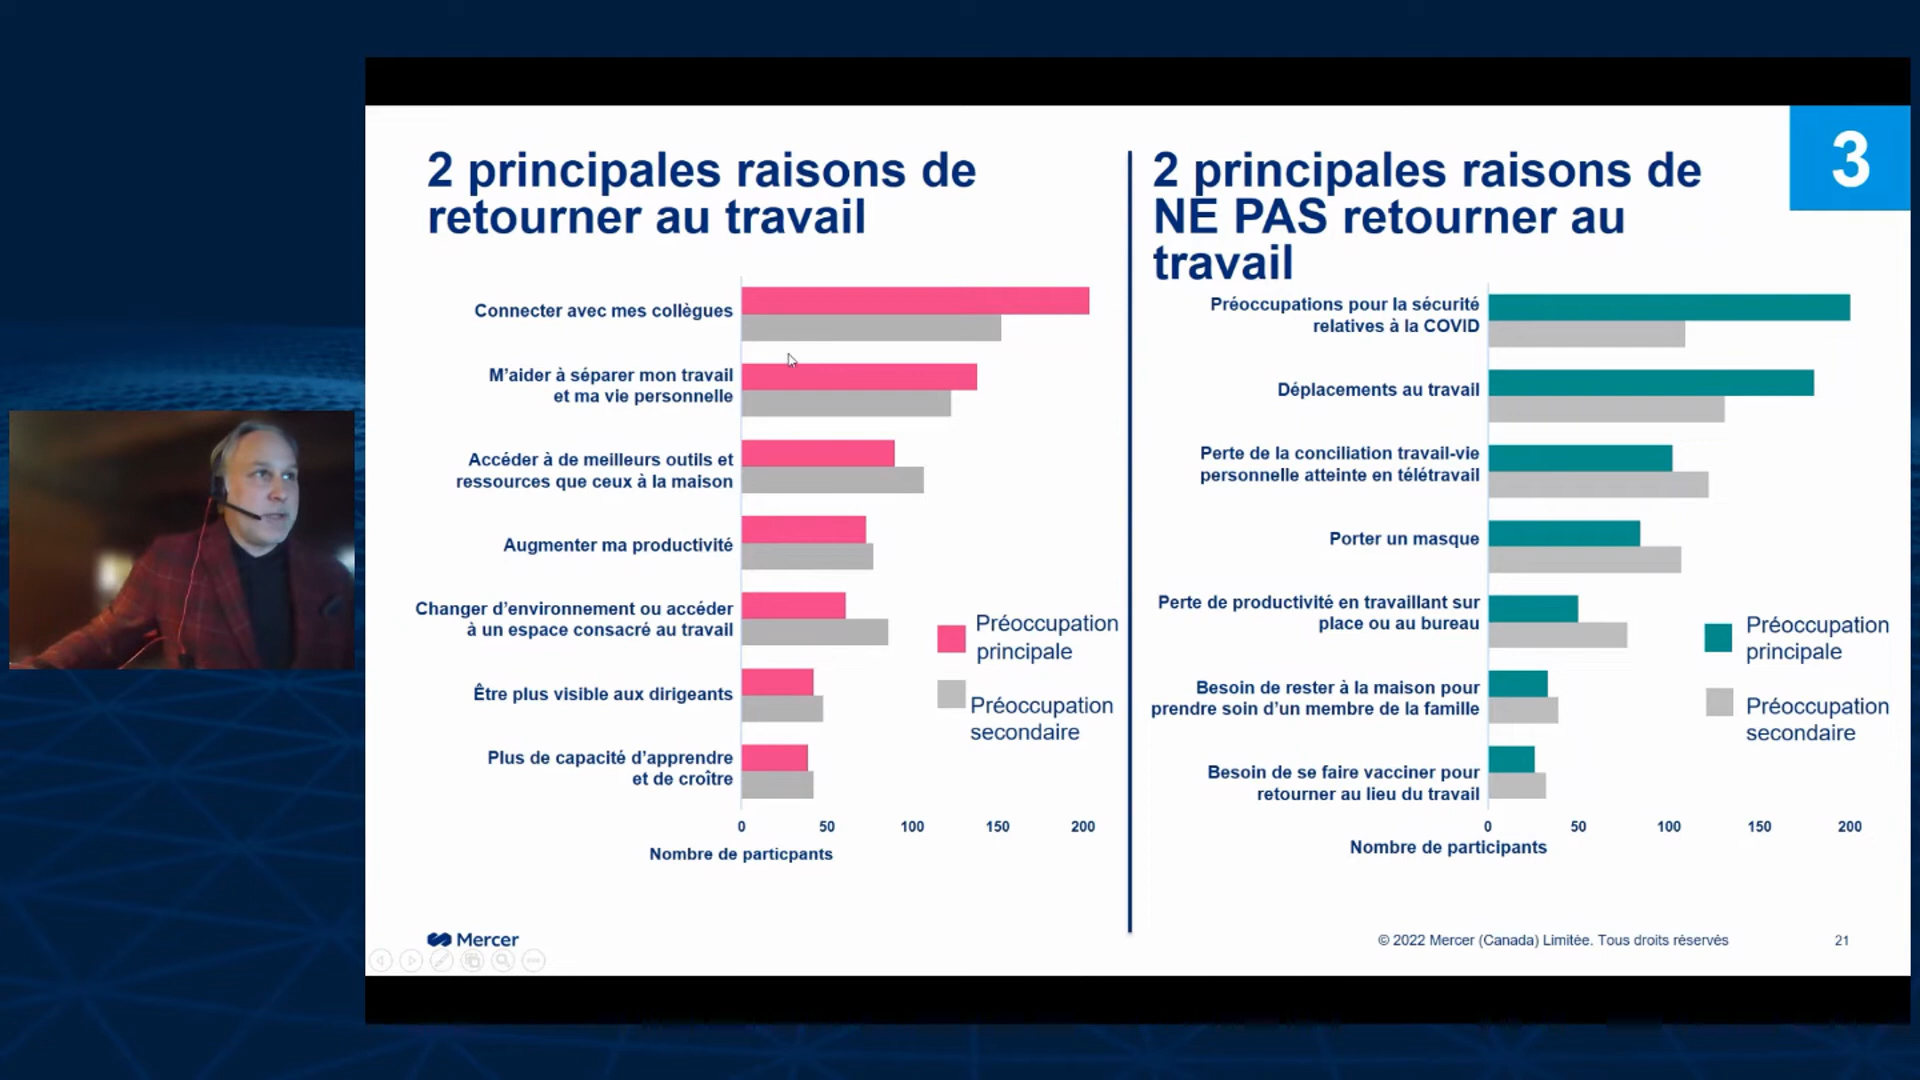 2 principales raisons de
retourner au travail
Connecter avec mes collègues
M’aider à séparer mon travail
et ma vie personnelle
Accéder à de meilleurs outils et
ressources que ceux à la maison
Augmenter ma productivité
Changer d’environnement ou accéder
à un espace consacré au travail
Être plus visible aux dirigeants
Plus de capacité d’apprendre
et de croître
0 50 100 150 200
Nombre de particpants
Préoccupation
principale
Préoccupation
secondaire
2 principales raisons de
NE PAS retourner au
travail
3
Préoccupations pour la sécurité
relatives à la COVID
Déplacements au travail
Perte de la conciliation travail-vie
personnelle atteinte en télétravail
Porter un masque
Perte de productivité en travaillant sur
place ou au bureau
Besoin de rester à la maison pour
prendre soin d’un membre de la famille
Besoin de se faire vacciner pour
retourner au lieu du travail
0 50 100 150 200
Nombre de participants
Préoccupation
principale
Préoccupation
secondaire
Mercer
© 2022 Mercer (Canada) Limitée. Tous droits réservés
21